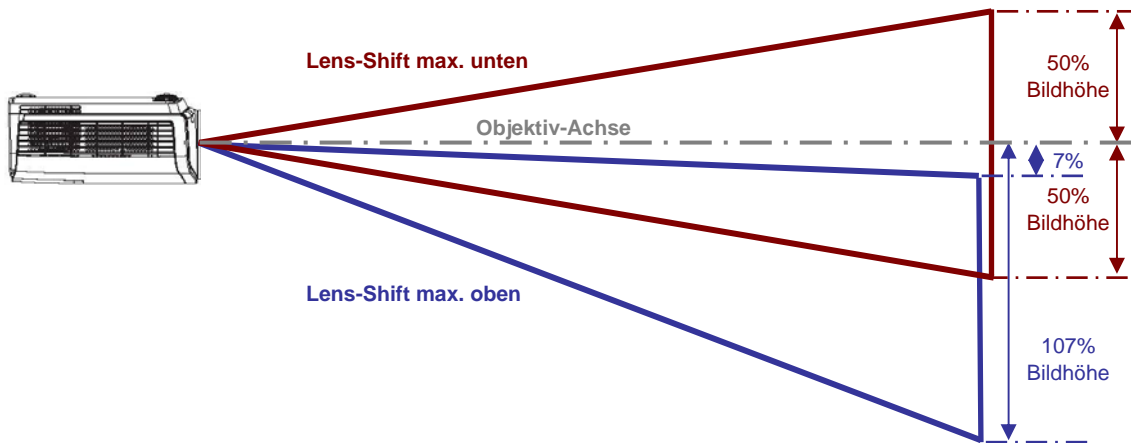 Lens-Shift max. unten
50%
Bildhöhe
Objektiv-Achse
7%
50%
Bildhöhe
Lens-Shift max. oben
107%
Bildhöhe